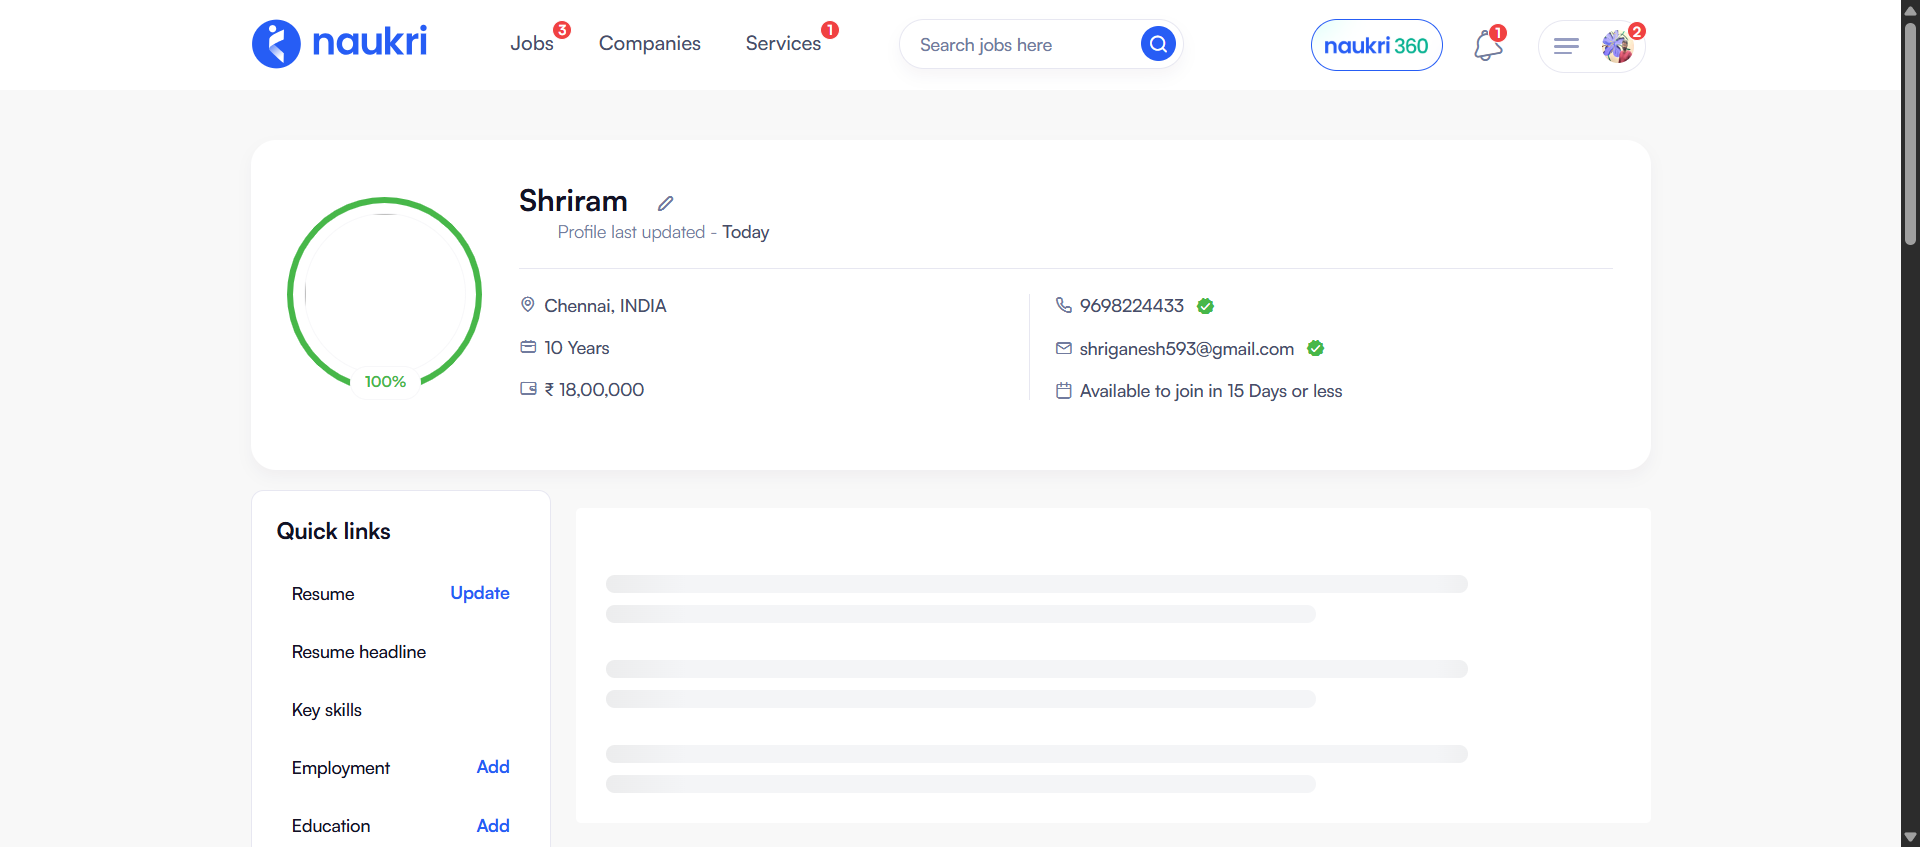 naukri
Jobs 3
Companies
Services 1
Search jobs here
naukri 360
1
2
Shriram
Profile last updated - Today
100%
Chennai, INDIA
10 Years
₹ 18,00,000
9698224433
shriganesh593@gmail.com
Available to join in 15 Days or less
Quick links
Resume Update
Resume headline
Key skills
Employment Add
Education Add